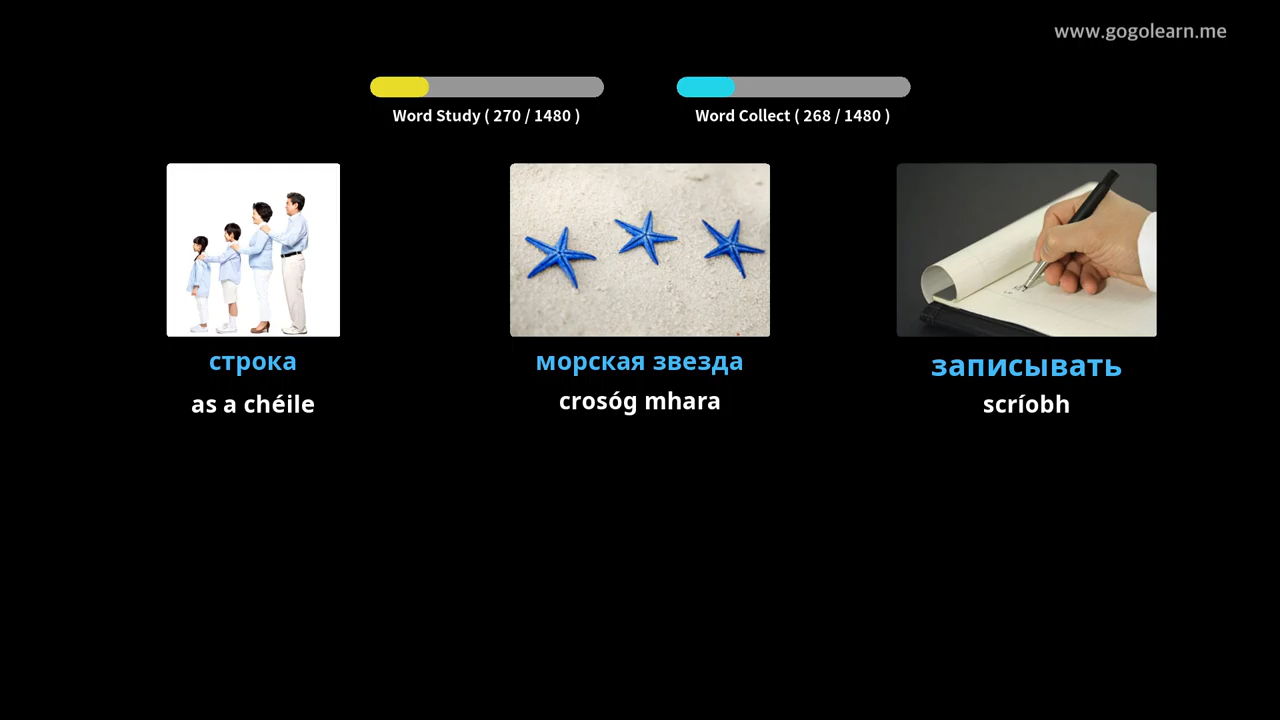 www.gogolearn.me
Word Study ( 270 / 1480 )
Word Collect ( 268 / 1480 )
строка
as a chéile
морская звезда
crosóg mhara
записывать
scríobh